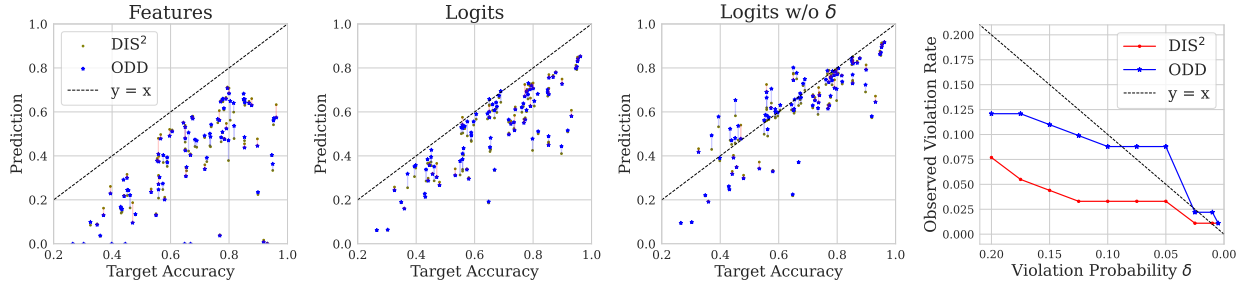 Features
Prediction
1.0
0.8
0.6
0.4
0.2
0.0
DIS²
ODD
y = x
0.2 0.4 0.6 0.8 1.0
Target Accuracy
Logits
Prediction
1.0
0.8
0.6
0.4
0.2
0.0
0.2 0.4 0.6 0.8 1.0
Target Accuracy
Logits w/o δ
Prediction
1.0
0.8
0.6
0.4
0.2
0.0
0.2 0.4 0.6 0.8 1.0
Target Accuracy
Observed Violation Rate
0.200
0.175
0.150
0.125
0.100
0.075
0.050
0.025
0.000
DIS²
ODD
y = x
0.20 0.15 0.10 0.05 0.00
Violation Probability δ